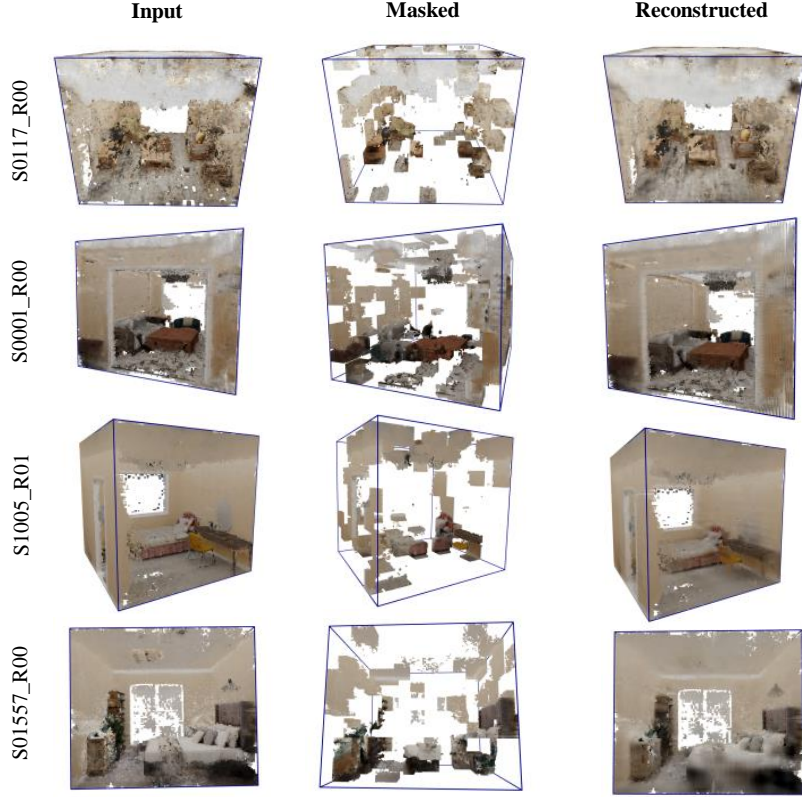 Input Masked Reconstructed
S0117_R00
S0001_R00
S1005_R01
S01557_R00